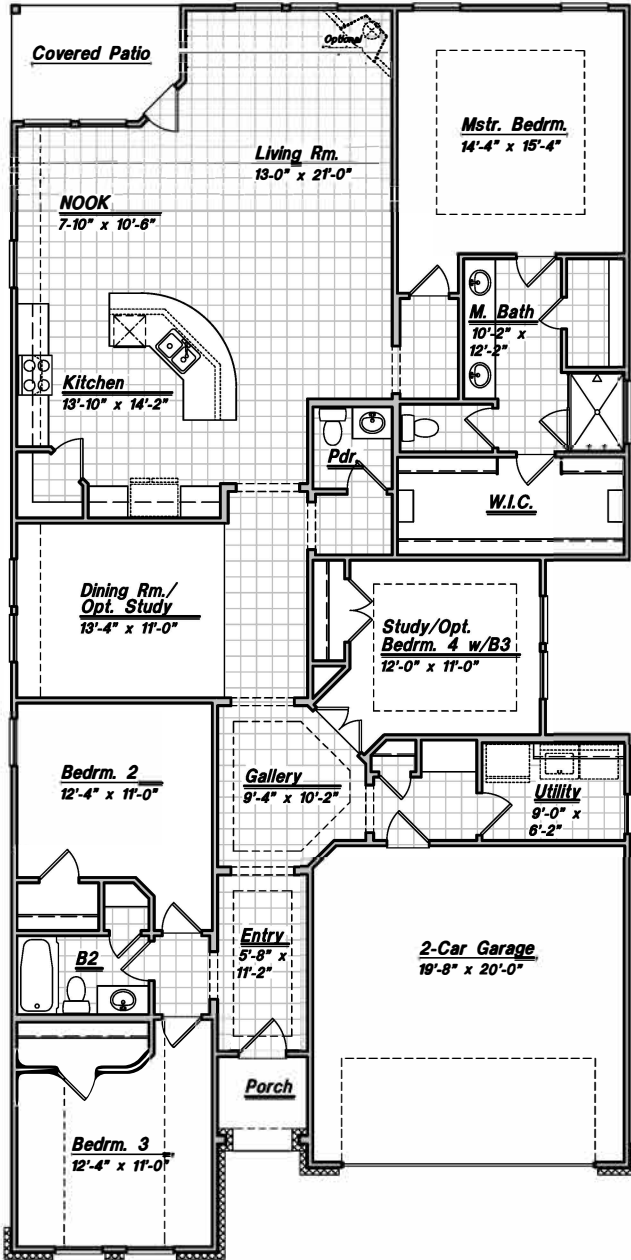 Covered Patio
Optional
Mstr. Bedrm.
14'-4" x 15'-4"
Living Rm.
13-0" x 21'-0"
NOOK
7'-10" x 10'-6"
M. Bath
10'-2" x
12'-2"
Kitchen
13'-10" x 14'-2"
Pdr.
W.I.C.
Dining Rm./
Opt. Study
13'-4" x 11'-0"
Study/Opt.
Bedrm. 4 w/B3
12'-0" x 11'-0"
Bedrm. 2
12'-4" x 11'-0"
Gallery
9'-4" x 10'-2"
Utility
9'-0" x
6'-2"
B2
Entry
5'-8" x
11'-2"
2-Car Garage
19'-8" x 20'-0"
Porch
Bedrm. 3
12'-4" x 11'-0"